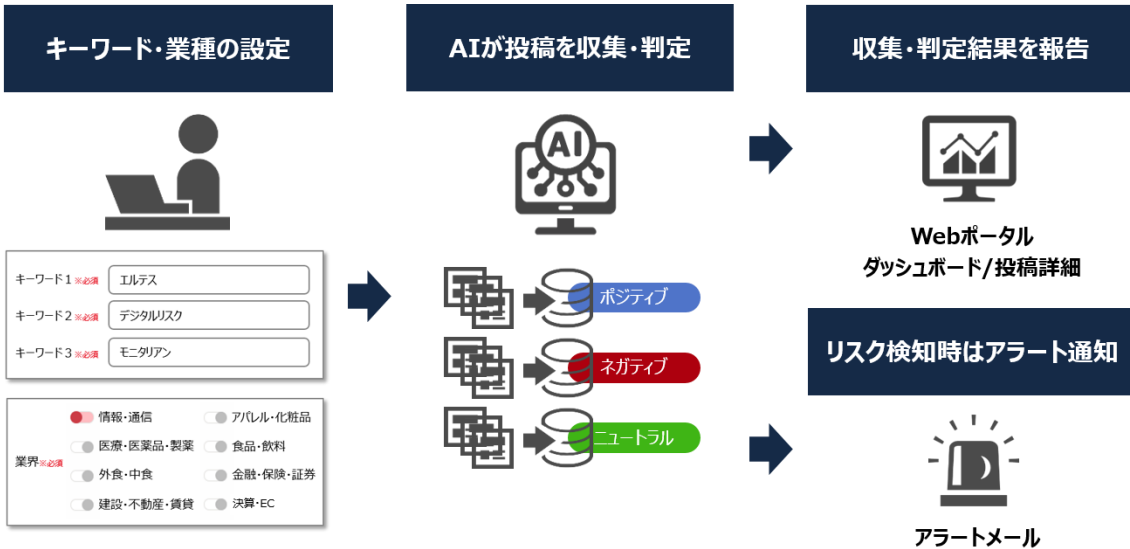 キーワード・業種の設定
キーワード1 ※必須 エルテス
キーワード2 ※必須 デジタルリスク
キーワード3 ※必須 モニタリアン
業界※必須
情報・通信 アパレル・化粧品
医療・医薬品・製薬 食品・飲料
外食・中食 金融・保険・証券
建設・不動産・賃貸 決算・EC
AIが投稿を収集・判定
AI
ポジティブ
ネガティブ
ニュートラル
収集・判定結果を報告
Webポータル
ダッシュボード/投稿詳細
リスク検知時はアラート通知
アラートメール